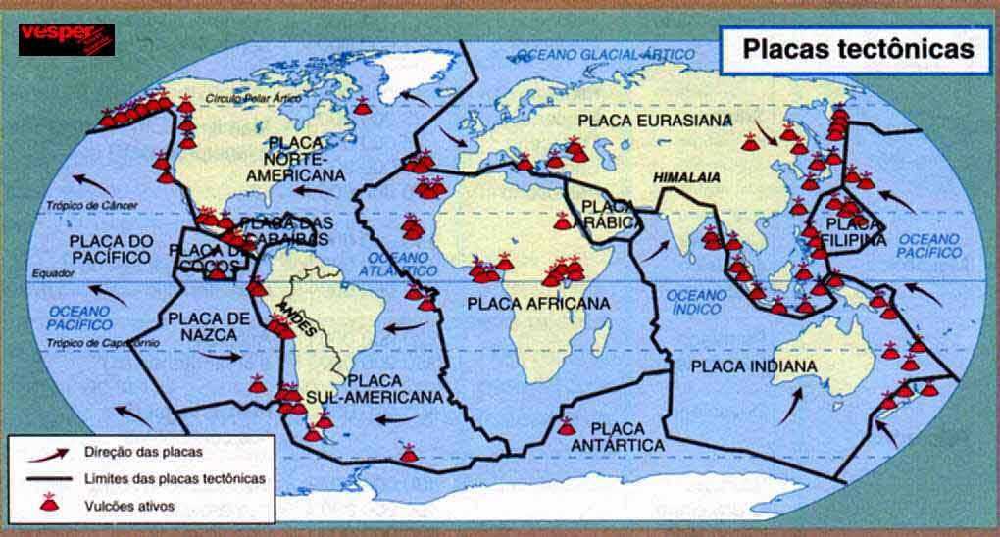 vesper
Placas tectônicas
OCEANO GLACIAL ÁRTICO
Círculo Polar Ártico
PLACA EURASIANA
PLACA
NORTE-
AMERICANA
HIMALAIA
Trópico de Câncer
PLACA DAS
CARAÍBAS
PLACA
ARÁBICA
PLACA
FILIPINA
PLACA DO
PACÍFICO
PLACA DE
COCOS
OCEANO
ATLÂNTICO
OCEANO
PACÍFICO
Equador
PLACA AFRICANA
OCEANO
ÍNDICO
OCEANO
PACÍFICO
PLACA DE
NAZCA
ANDES
Trópico de Capricórnio
PLACA INDIANA
PLACA
SUL-AMERICANA
PLACA
ANTÁRTICA
Direção das placas
Limites das placas tectônicas
Vulcões ativos